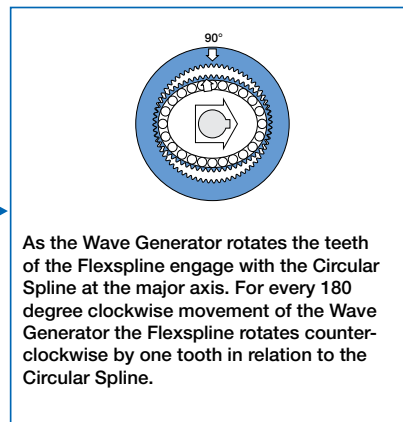 90°
As the Wave Generator rotates the teeth
of the Flexspline engage with the Circular
Spline at the major axis. For every 180
degree clockwise movement of the Wave
Generator the Flexspline rotates counter-
clockwise by one tooth in relation to the
Circular Spline.